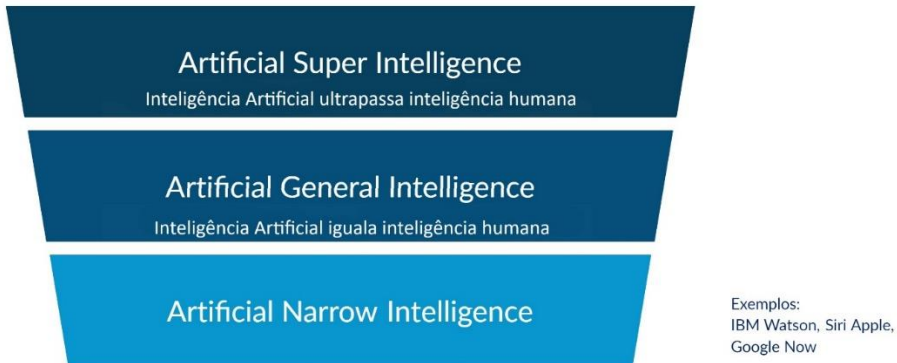 Artificial Super Intelligence
Inteligência Artificial ultrapassa inteligência humana
Artificial General Intelligence
Inteligência Artificial iguala inteligência humana
Artificial Narrow Intelligence
Exemplos:
IBM Watson, Siri Apple,
Google Now